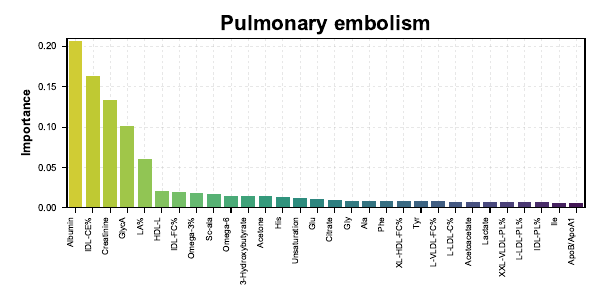 Pulmonary embolism
Importance
0.20
0.15
0.10
0.05
0.00
Albumin
IDL-CE%
Creatinine
GlycA
LA%
HDL-L
IDL-FC%
Omega-3%
Omega-6
3-Hydroxybutyrate
Acetone
His
Unsaturation
Glu
Citrate
Gly
Ala
Phe
XL-HDL-FC%
Tyr
L-VLDL-FC%
L-LDL-C%
Acetoacetate
Lactate
XXL-VLDL-PL%
L-LDL-PL%
IDL-PL%
Ile
ApoB/ApoA1